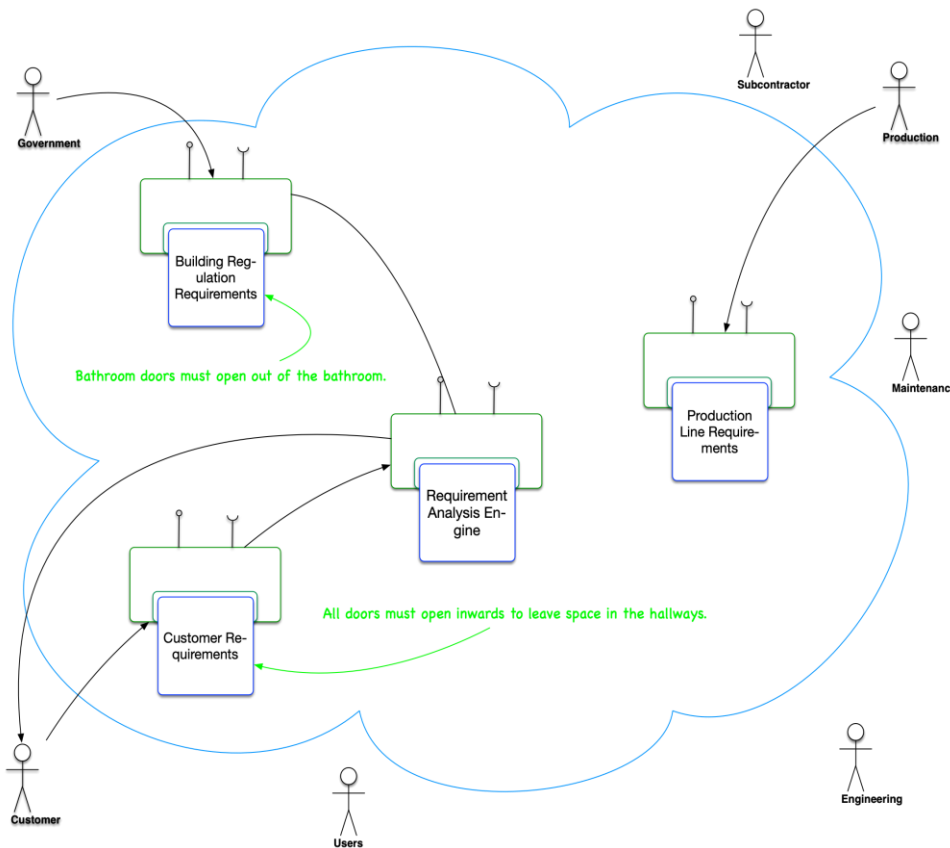 Subcontractor
Government
Production
Building Reg-
ulation
Requirements
Maintenanc
Bathroom doors must open out of the bathroom.
Production
Line Require-
ments
Requirement
Analysis En-
gine
All doors must open inwards to leave space in the hallways.
Customer Re-
quirements
Engineering
Customer
Users